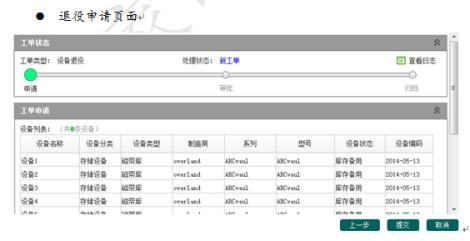 ● 退役申请页面
工单状态
工单类型: 设备退役 处理状态: 新工单 查看日志
申请 审批 归档
工单申请
设备列表: (共8条设备)
设备名称 设备分类 设备类型 制造商 系列 型号 设备状态 设备编码
设备1 存储设备 磁带库 overland ARCvaul ARCvaul 库存备用 2014-05-13
设备2 存储设备 磁带库 overland ARCvaul ARCvaul 库存备用 2014-05-13
设备3 存储设备 磁带库 overland ARCvaul ARCvaul 库存备用 2014-05-13
设备4 存储设备 磁带库 overland ARCvaul ARCvaul 库存备用 2014-05-13
上一步 提交 取消